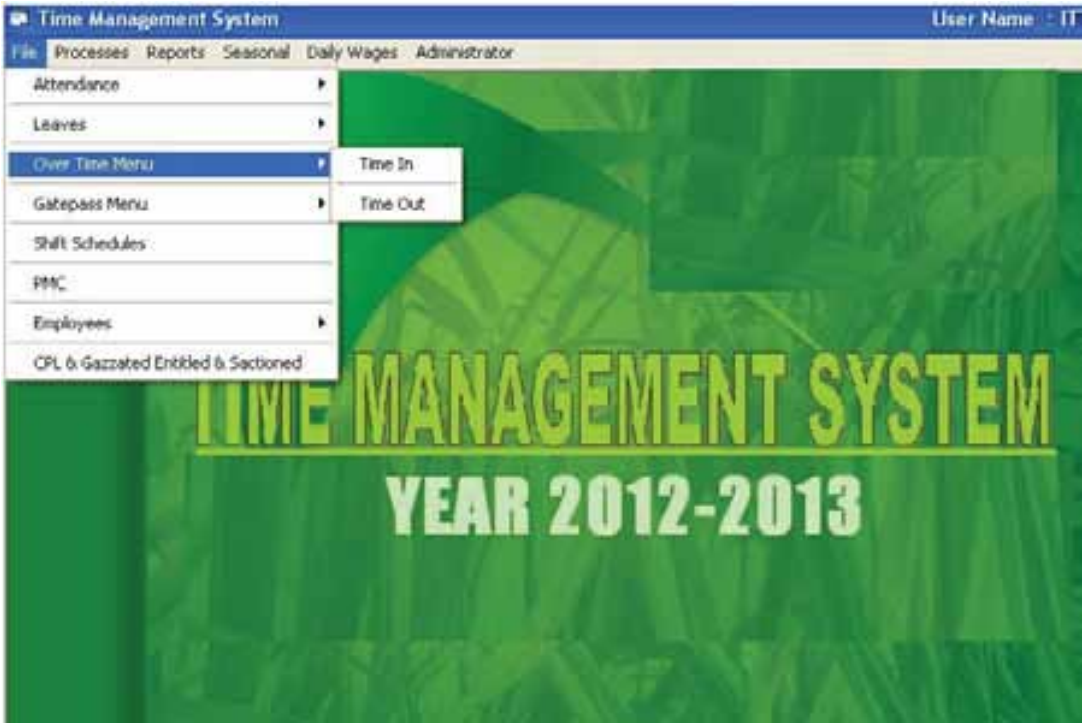 Time Management System
User Name : IT
File Processes Reports Seasonal Daily Wages Administrator
Attendance
Leaves
Over Time Menu
Time In
Gatepass Menu
Time Out
Shift Schedules
PMC
Employees
CPL & Gazzated Entitled & Sactioned
TIME MANAGEMENT SYSTEM
YEAR 2012-2013